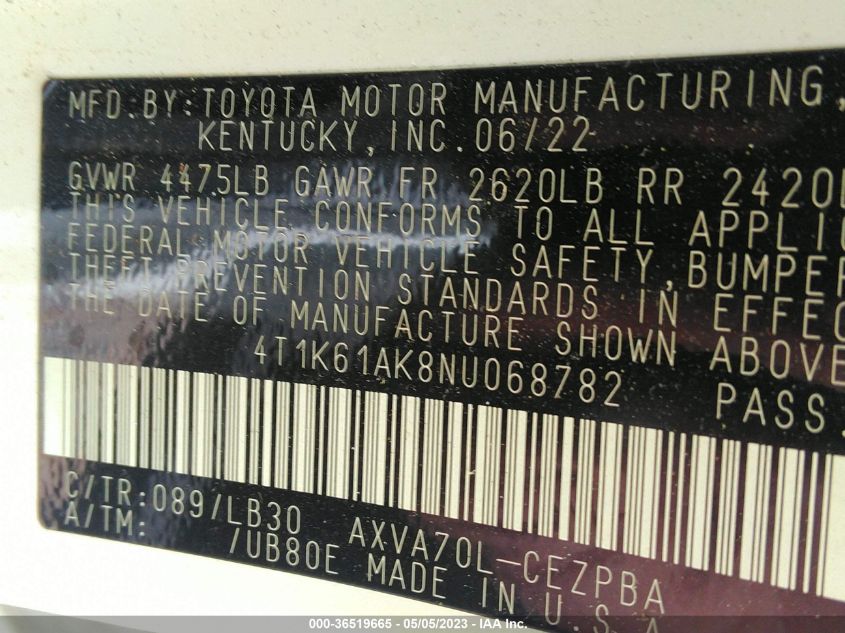 MFD.BY:TOYOTA MOTOR MANUFACTURING,
KENTUCKY,INC.06/22
GVWR 4475LB GAWR FR 2620LB RR 2420L
THIS VEHICLE CONFORMS TO ALL APPLI
FEDERAL MOTOR VEHICLE SAFETY,BUMPER
THEFT PREVENTION STANDARDS IN EFFEC
THE DATE OF MANUFACTURE SHOWN ABOVE
4T1K61AK8NU068782 PASS.
C/TR:089/LB30 AXVA70L-CEZPBA
A/TM: /UB80E MADE IN U.S.A
000-36519665 - 05/05/2023 - IAA Inc.